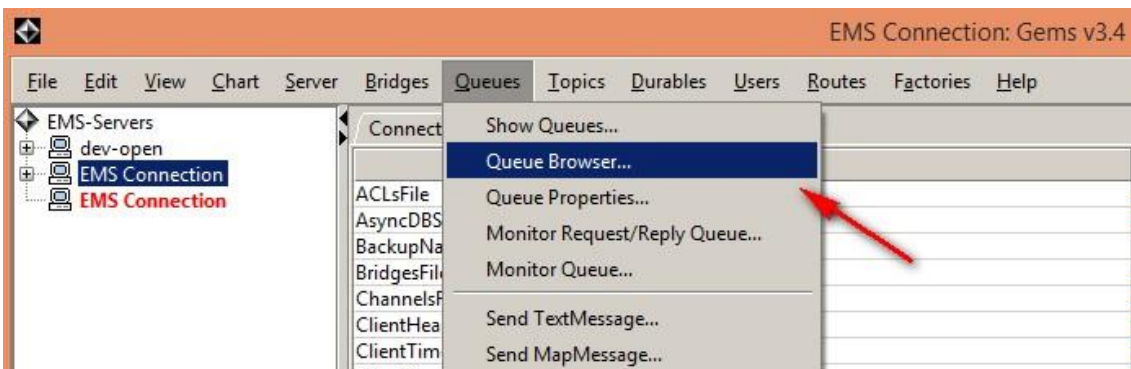 EMS Connection: Gems v3.4
File Edit View Chart Server Bridges Queues Topics Durables Users Routes Factories Help
EMS-Servers
dev-open
EMS Connection
EMS Connection
Connect
ACLsFile
AsyncDBS
BackupNa
BridgesFil
ChannelsF
ClientHea
ClientTim
Show Queues...
Queue Browser...
Queue Properties...
Monitor Request/Reply Queue...
Monitor Queue...
Send TextMessage...
Send MapMessage...